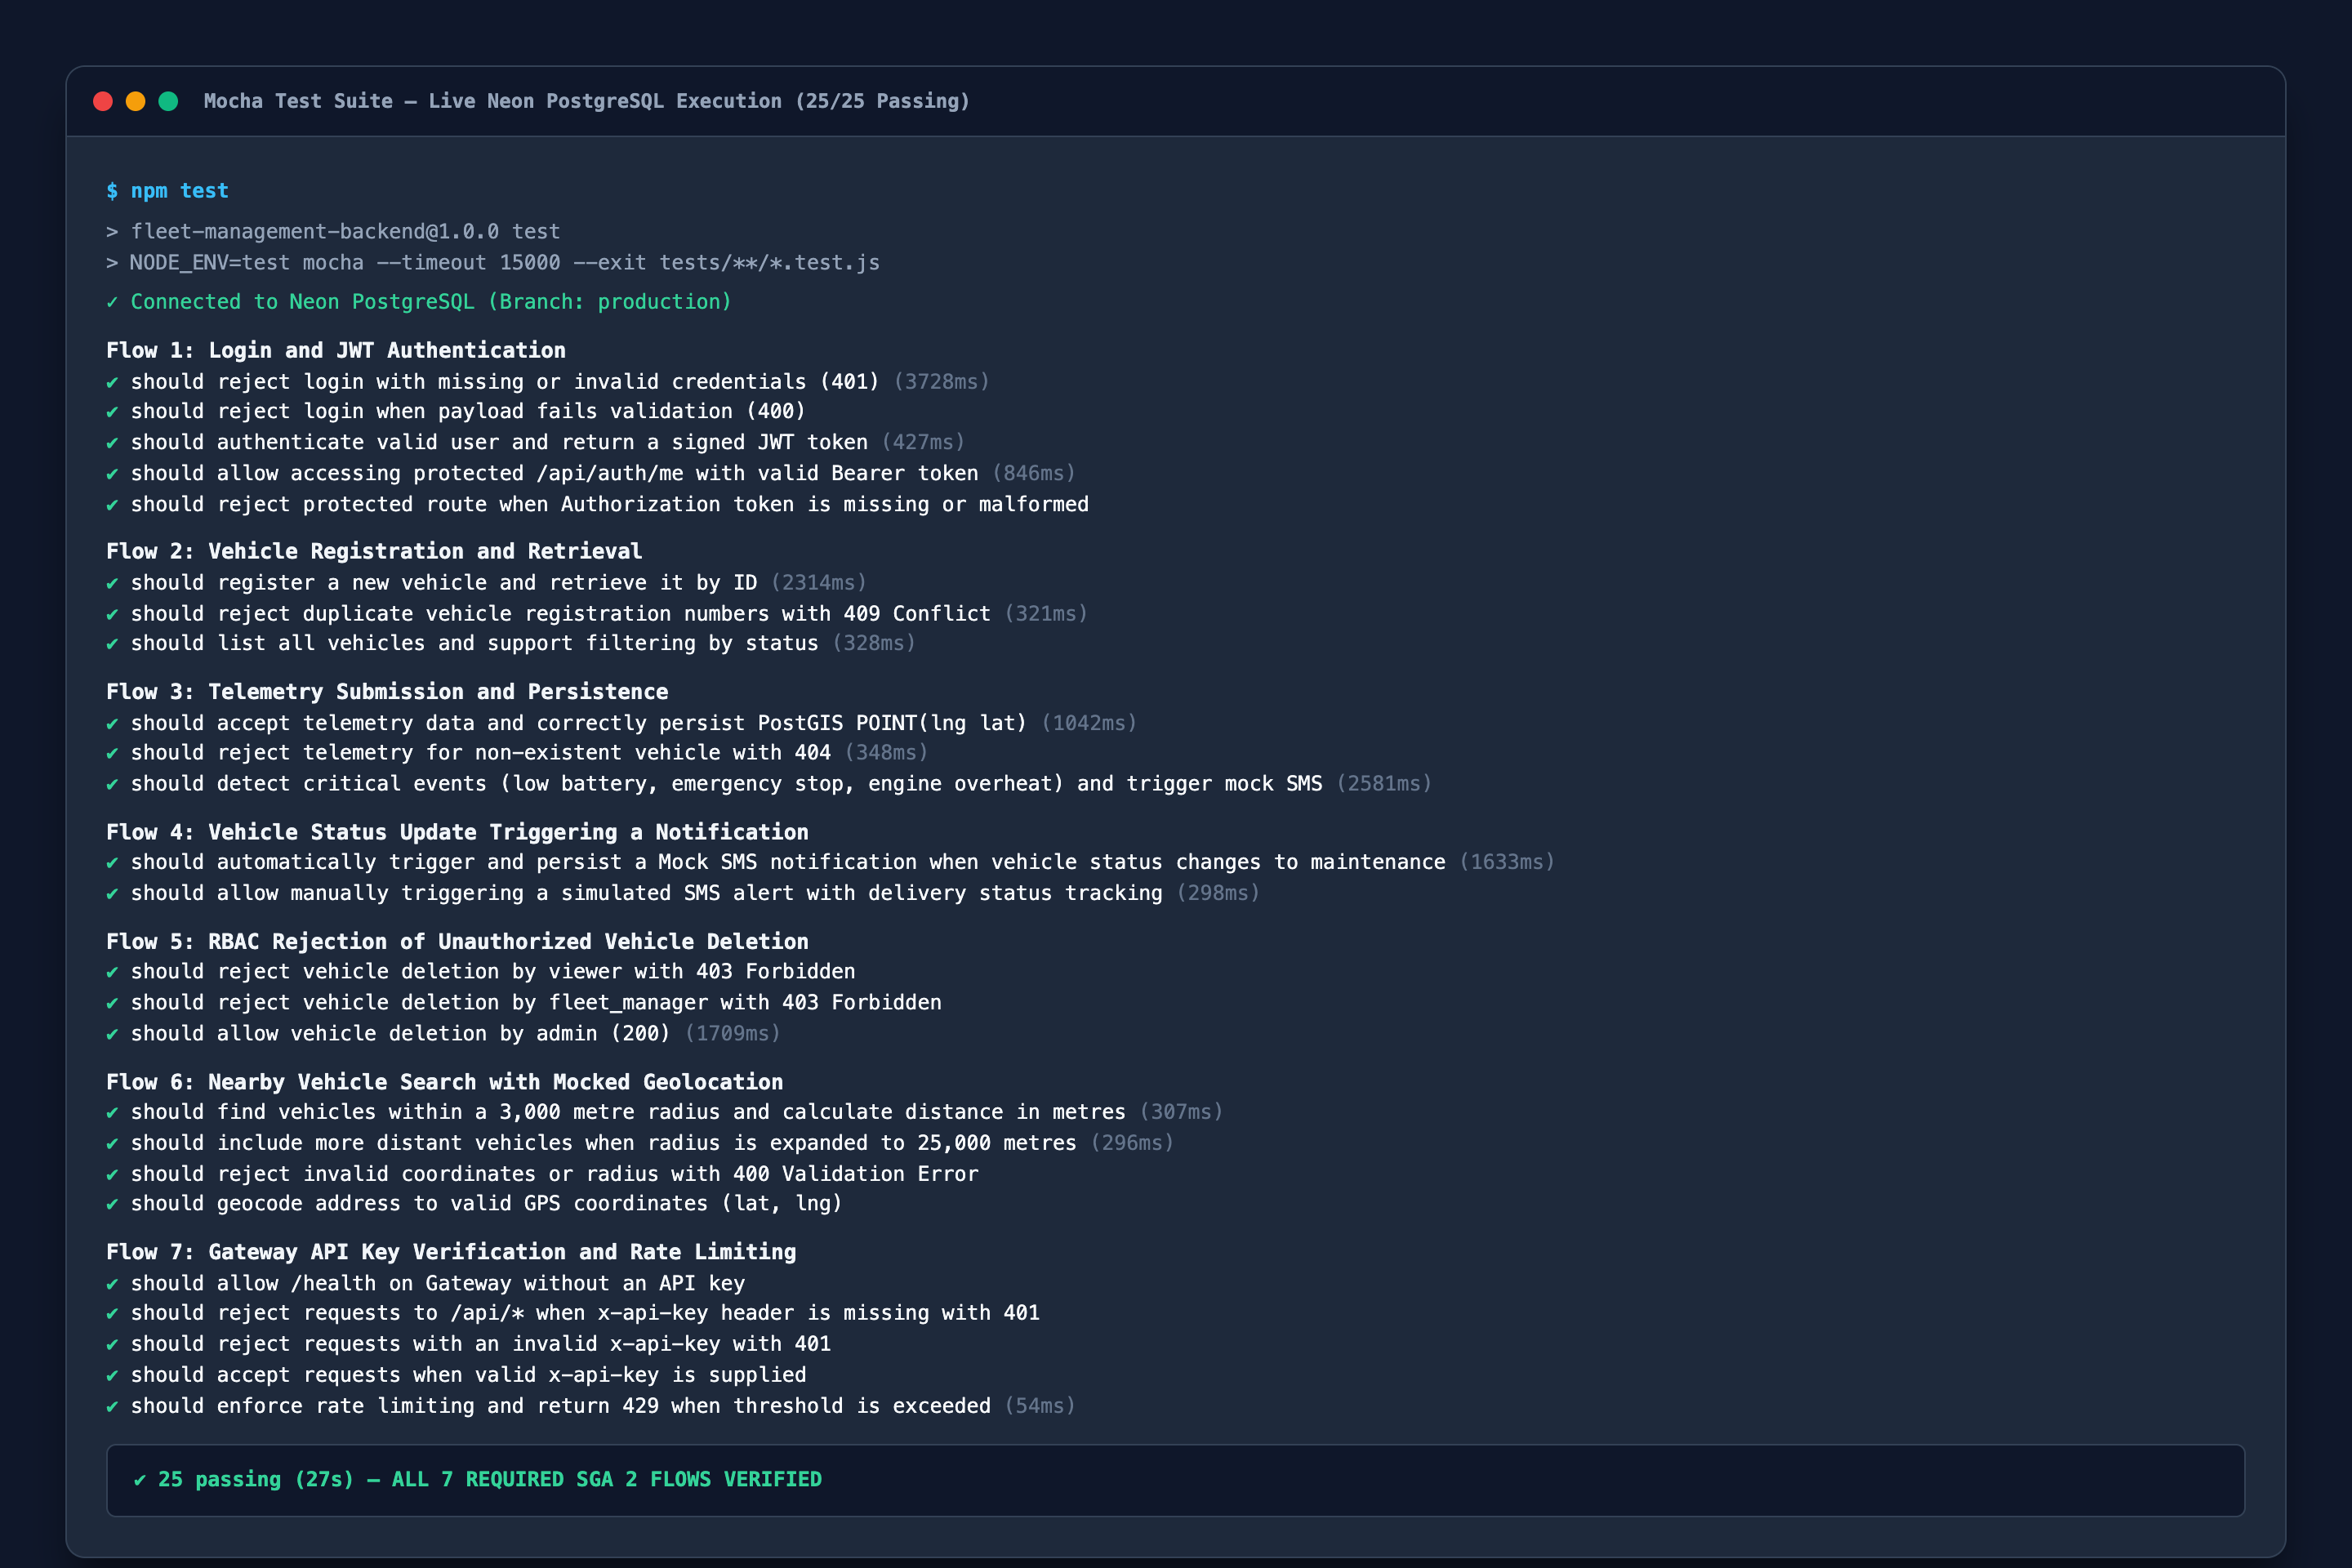 Mocha Test Suite — Live Neon PostgreSQL Execution (25/25 Passing)
$ npm test
> fleet-management-backend@1.0.0 test
> NODE_ENV=test mocha --timeout 15000 --exit tests/**/*.test.js
✓ Connected to Neon PostgreSQL (Branch: production)
Flow 1: Login and JWT Authentication
✔ should reject login with missing or invalid credentials (401) (3728ms)
✔ should reject login when payload fails validation (400)
✔ should authenticate valid user and return a signed JWT token (427ms)
✔ should allow accessing protected /api/auth/me with valid Bearer token (846ms)
✔ should reject protected route when Authorization token is missing or malformed
Flow 2: Vehicle Registration and Retrieval
✔ should register a new vehicle and retrieve it by ID (2314ms)
✔ should reject duplicate vehicle registration numbers with 409 Conflict (321ms)
✔ should list all vehicles and support filtering by status (328ms)
Flow 3: Telemetry Submission and Persistence
✔ should accept telemetry data and correctly persist PostGIS POINT(lng lat) (1042ms)
✔ should reject telemetry for non-existent vehicle with 404 (348ms)
✔ should detect critical events (low battery, emergency stop, engine overheat) and trigger mock SMS (2581ms)
Flow 4: Vehicle Status Update Triggering a Notification
✔ should automatically trigger and persist a Mock SMS notification when vehicle status changes to maintenance (1633ms)
✔ should allow manually triggering a simulated SMS alert with delivery status tracking (298ms)
Flow 5: RBAC Rejection of Unauthorized Vehicle Deletion
✔ should reject vehicle deletion by viewer with 403 Forbidden
✔ should reject vehicle deletion by fleet_manager with 403 Forbidden
✔ should allow vehicle deletion by admin (200) (1709ms)
Flow 6: Nearby Vehicle Search with Mocked Geolocation
✔ should find vehicles within a 3,000 metre radius and calculate distance in metres (307ms)
✔ should include more distant vehicles when radius is expanded to 25,000 metres (296ms)
✔ should reject invalid coordinates or radius with 400 Validation Error
✔ should geocode address to valid GPS coordinates (lat, lng)
Flow 7: Gateway API Key Verification and Rate Limiting
✔ should allow /health on Gateway without an API key
✔ should reject requests to /api/* when x-api-key header is missing with 401
✔ should reject requests with an invalid x-api-key with 401
✔ should accept requests when valid x-api-key is supplied
✔ should enforce rate limiting and return 429 when threshold is exceeded (54ms)
✔ 25 passing (27s) — ALL 7 REQUIRED SGA 2 FLOWS VERIFIED